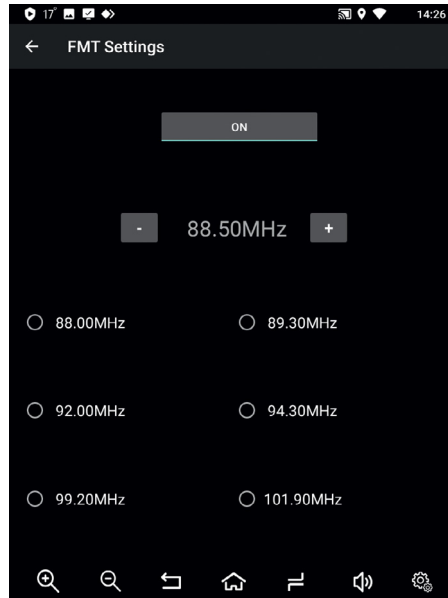 17° 14:26
FMT Settings
ON
- 88.50MHz +
88.00MHz 89.30MHz
92.00MHz 94.30MHz
99.20MHz 101.90MHz